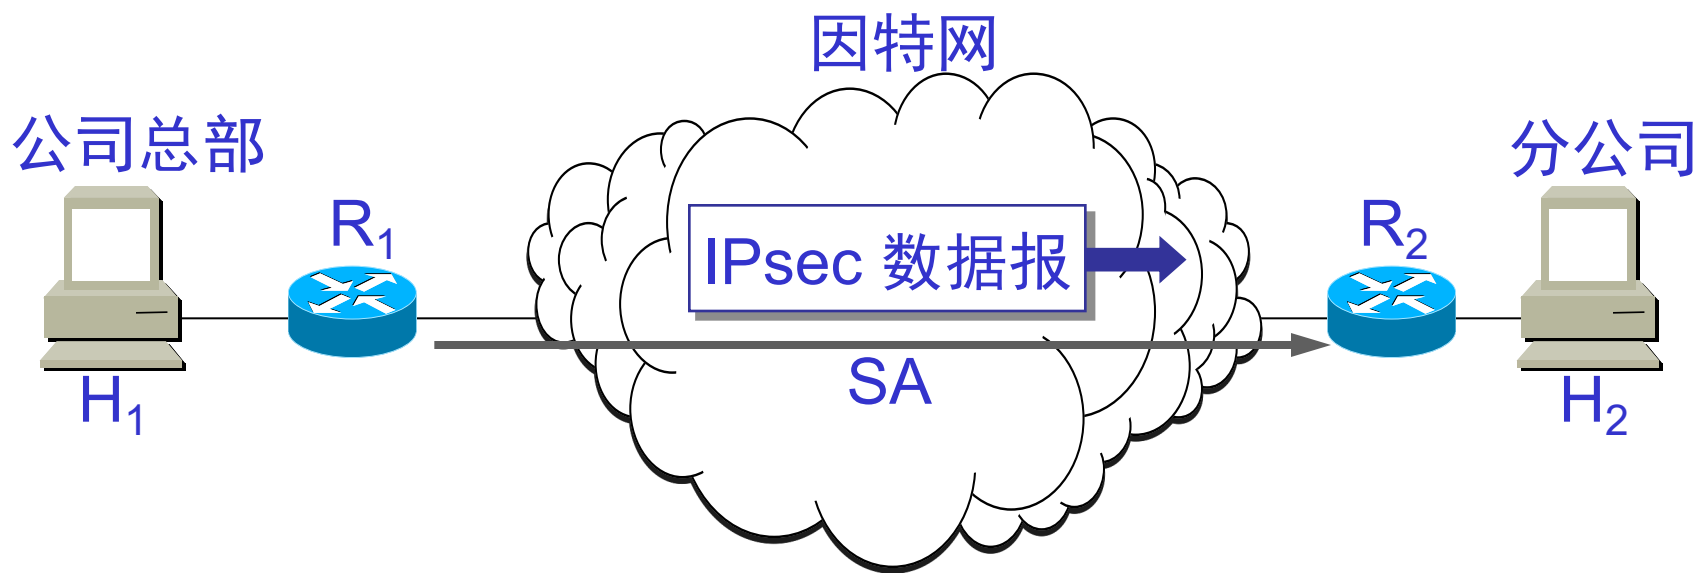 因特网
公司总部
分公司
R₁
R₂
IPsec 数据报
SA
H₁
H₂